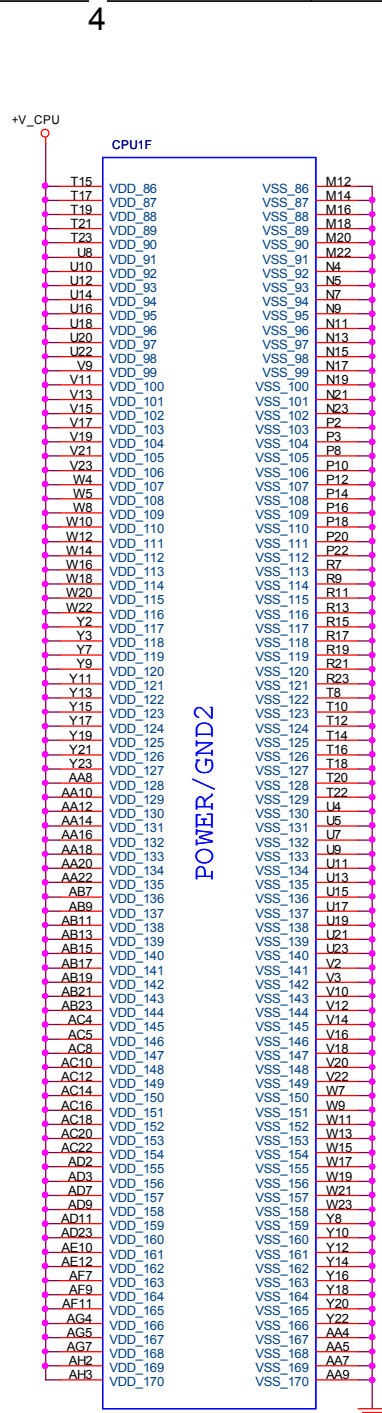 4
+V_CPU
CPU1F
T15 VDD_86 VSS_86 M12
T17 VDD_87 VSS_87 M14
T19 VDD_88 VSS_88 M16
T21 VDD_89 VSS_89 M18
T23 VDD_90 VSS_90 M20
U8 VDD_91 VSS_91 M22
U10 VDD_92 VSS_92 N4
U12 VDD_93 VSS_93 N5
U14 VDD_94 VSS_94 N7
U16 VDD_95 VSS_95 N9
U18 VDD_96 VSS_96 N11
U20 VDD_97 VSS_97 N13
U22 VDD_98 VSS_98 N15
V9 VDD_99 VSS_99 N17
V11 VDD_100 VSS_100 N19
V13 VDD_101 VSS_101 N21
V15 VDD_102 VSS_102 N23
V17 VDD_103 VSS_103 P2
V19 VDD_104 VSS_104 P3
V21 VDD_105 VSS_105 P8
V23 VDD_106 VSS_106 P10
W4 VDD_107 VSS_107 P12
W5 VDD_108 VSS_108 P14
W8 VDD_109 VSS_109 P16
W10 VDD_110 VSS_110 P18
W12 VDD_111 VSS_111 P20
W14 VDD_112 VSS_112 P22
W16 VDD_113 VSS_113 R7
W18 VDD_114 VSS_114 R9
W20 VDD_115 VSS_115 R11
W22 VDD_116 VSS_116 R13
Y2 VDD_117 VSS_117 R15
Y3 VDD_118 VSS_118 R17
Y7 VDD_119 VSS_119 R19
Y9 VDD_120 VSS_120 R21
Y11 VDD_121 VSS_121 R23
Y13 VDD_122 VSS_122 T8
Y15 VDD_123 VSS_123 T10
Y17 VDD_124 VSS_124 T12
Y19 VDD_125 VSS_125 T14
Y21 VDD_126 VSS_126 T16
Y23 VDD_127 VSS_127 T18
AA8 VDD_128 VSS_128 T20
AA10 VDD_129 VSS_129 T22
AA12 VDD_130 VSS_130 U4
AA14 VDD_131 VSS_131 U5
AA16 VDD_132 VSS_132 U7
AA18 VDD_133 VSS_133 U9
AA20 VDD_134 VSS_134 U11
AA22 VDD_135 VSS_135 U13
AB7 VDD_136 VSS_136 U15
AB9 VDD_137 VSS_137 U17
AB11 VDD_138 VSS_138 U19
AB13 VDD_139 VSS_139 U21
AB15 VDD_140 VSS_140 U23
AB17 VDD_141 VSS_141 V2
AB19 VDD_142 VSS_142 V3
AB21 VDD_143 VSS_143 V10
AB23 VDD_144 VSS_144 V12
AC4 VDD_145 VSS_145 V14
AC5 VDD_146 VSS_146 V16
AC8 VDD_147 VSS_147 V18
AC10 VDD_148 VSS_148 V20
AC12 VDD_149 VSS_149 V22
AC14 VDD_150 VSS_150 W7
AC16 VDD_151 VSS_151 W9
AC18 VDD_152 VSS_152 W11
AC20 VDD_153 VSS_153 W13
AC22 VDD_154 VSS_154 W15
AD2 VDD_155 VSS_155 W17
AD3 VDD_156 VSS_156 W19
AD7 VDD_157 VSS_157 W21
AD9 VDD_158 VSS_158 W23
AD11 VDD_159 VSS_159 Y8
AD23 VDD_160 VSS_160 Y10
AE10 VDD_161 VSS_161 Y12
AE12 VDD_162 VSS_162 Y14
AF7 VDD_163 VSS_163 Y16
AF9 VDD_164 VSS_164 Y18
AF11 VDD_165 VSS_165 Y20
AG4 VDD_166 VSS_166 Y22
AG5 VDD_167 VSS_167 AA4
AG7 VDD_168 VSS_168 AA5
AH2 VDD_169 VSS_169 AA7
AH3 VDD_170 VSS_170 AA9
POWER/GND2